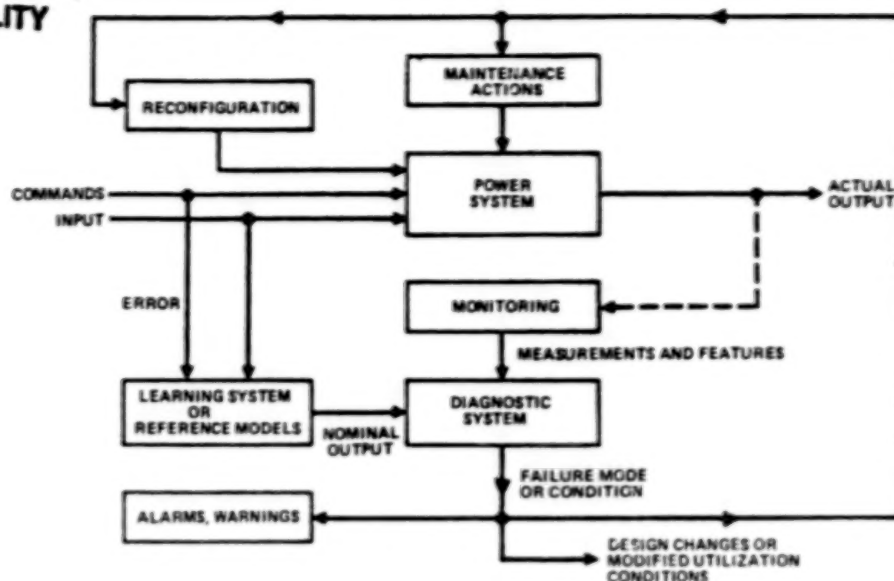 LITY
MAINTENANCE
ACTIONS
RECONFIGURATION
COMMANDS
INPUT
POWER
SYSTEM
ACTUAL
OUTPUT
ERROR
MONITORING
MEASUREMENTS AND FEATURES
LEARNING SYSTEM
OR
REFERENCE MODELS
NOMINAL
OUTPUT
DIAGNOSTIC
SYSTEM
FAILURE MODE
OR CONDITION
ALARMS, WARNINGS
DESIGN CHANGES OR
MODIFIED UTILIZATION
CONDITIONS